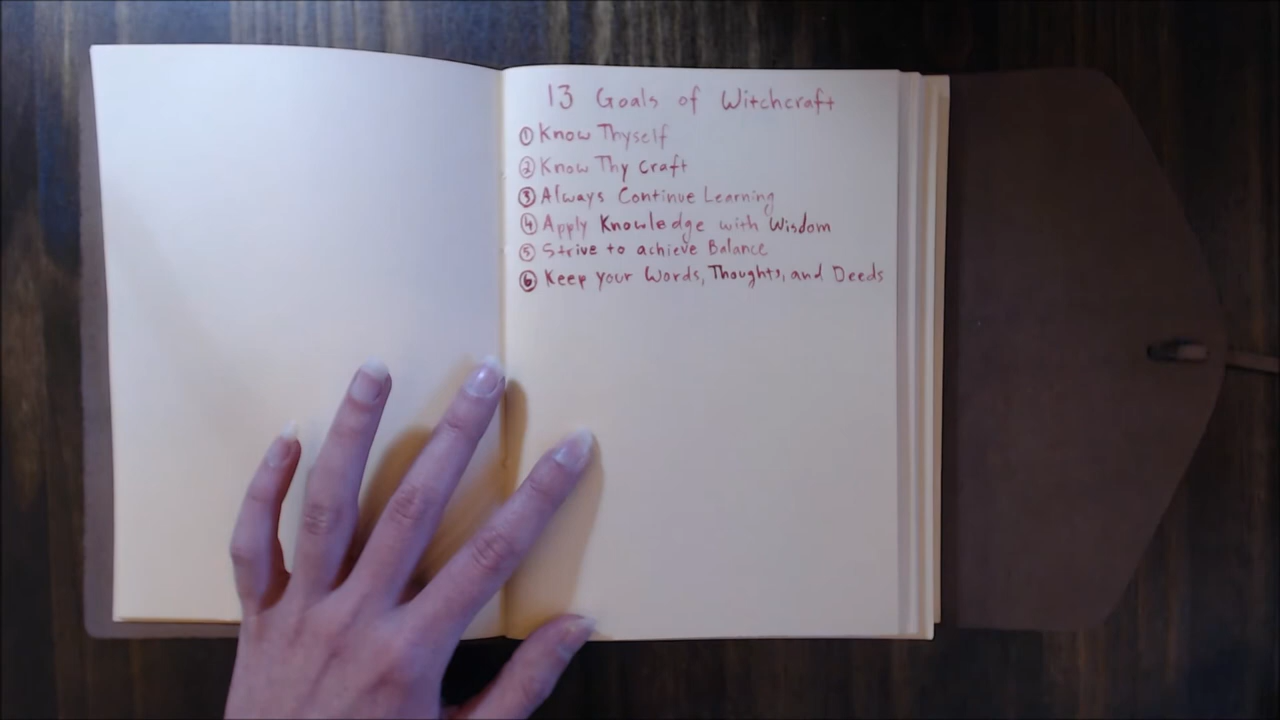 13 Goals of Witchcraft
① Know Thyself
② Know Thy Craft
③ Always Continue Learning
④ Apply Knowledge with Wisdom
⑤ Strive to achieve Balance
⑥ Keep your Words, Thoughts, and Deeds